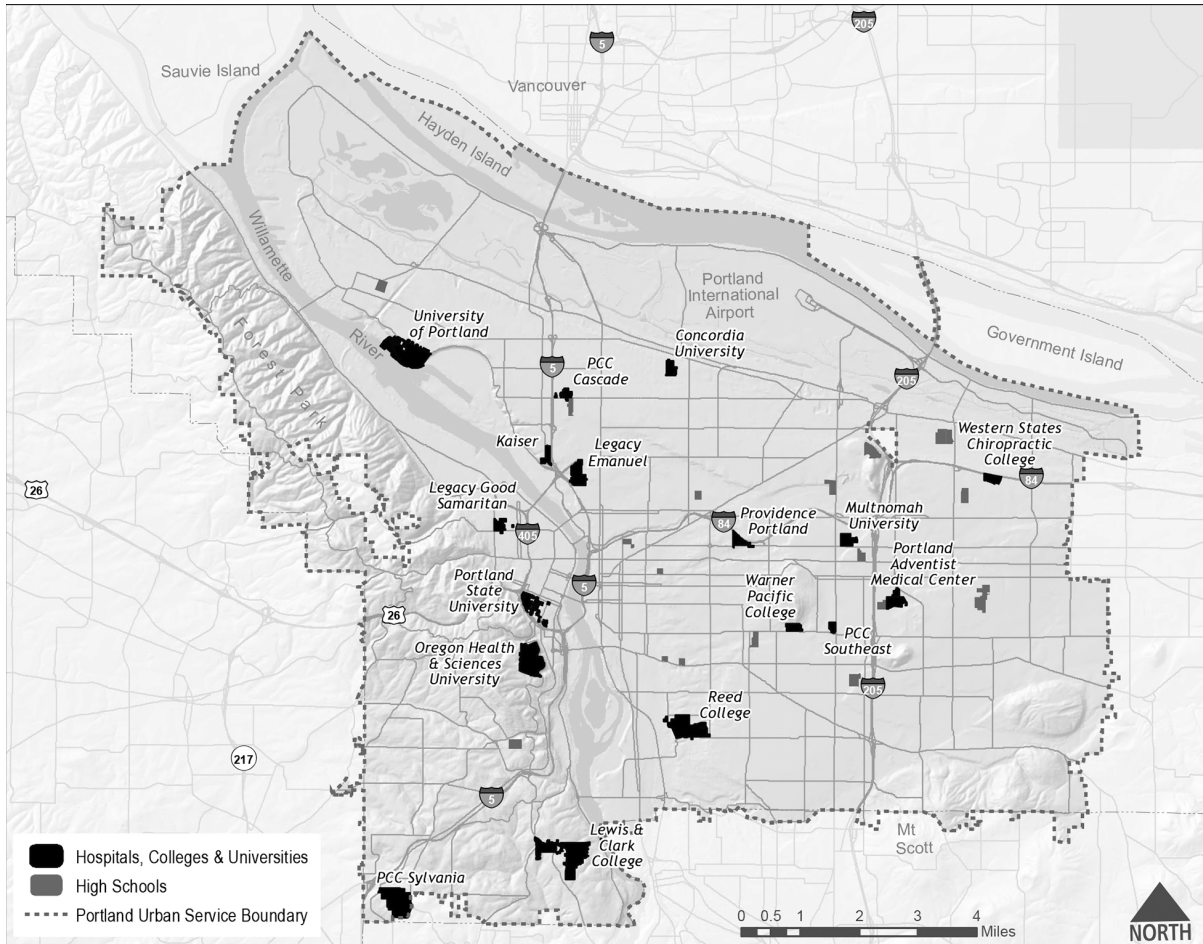 205
5
Sauvie Island
Vancouver
Hayden Island
Willamette
River
Forest Park
Portland
International
Airport
Government Island
University
of Portland
Concordia
University
5
PCC
Cascade
205
Kaiser
Legacy
Emanuel
Western States
Chiropractic
College
84
26
Legacy Good
Samaritan
405
84
Providence
Portland
Multnomah
University
Portland
Adventist
Medical Center
Portland
State
University
5
Warner
Pacific
College
26
PCC
Southeast
Oregon Health
& Sciences
University
205
Reed
College
217
5
Lewis &
Clark
College
Mt
Scott
PCC Sylvania
Hospitals, Colleges & Universities
High Schools
Portland Urban Service Boundary
0 0.5 1 2 3 4
Miles
NORTH